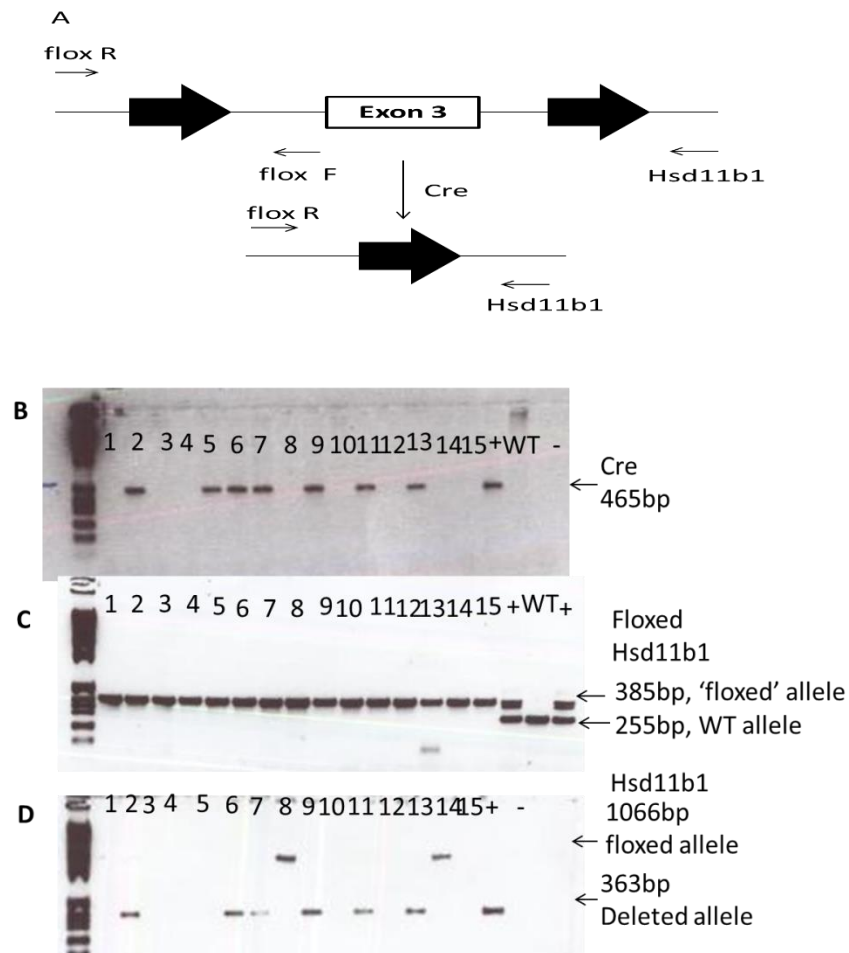 A
flox R
Exon 3
flox F
Hsd11b1
Cre
flox R
Hsd11b1
B
1 2 3 4 5 6 7 8 9 10 11 12 13 14 15 + WT -
Cre
465bp
C
1 2 3 4 5 6 7 8 9 10 11 12 13 14 15 + WT +
Floxed
Hsd11b1
385bp, 'floxed' allele
255bp, WT allele
D
1 2 3 4 5 6 7 8 9 10 11 12 13 14 15 + -
Hsd11b1
1066bp
floxed allele
363bp
Deleted allele